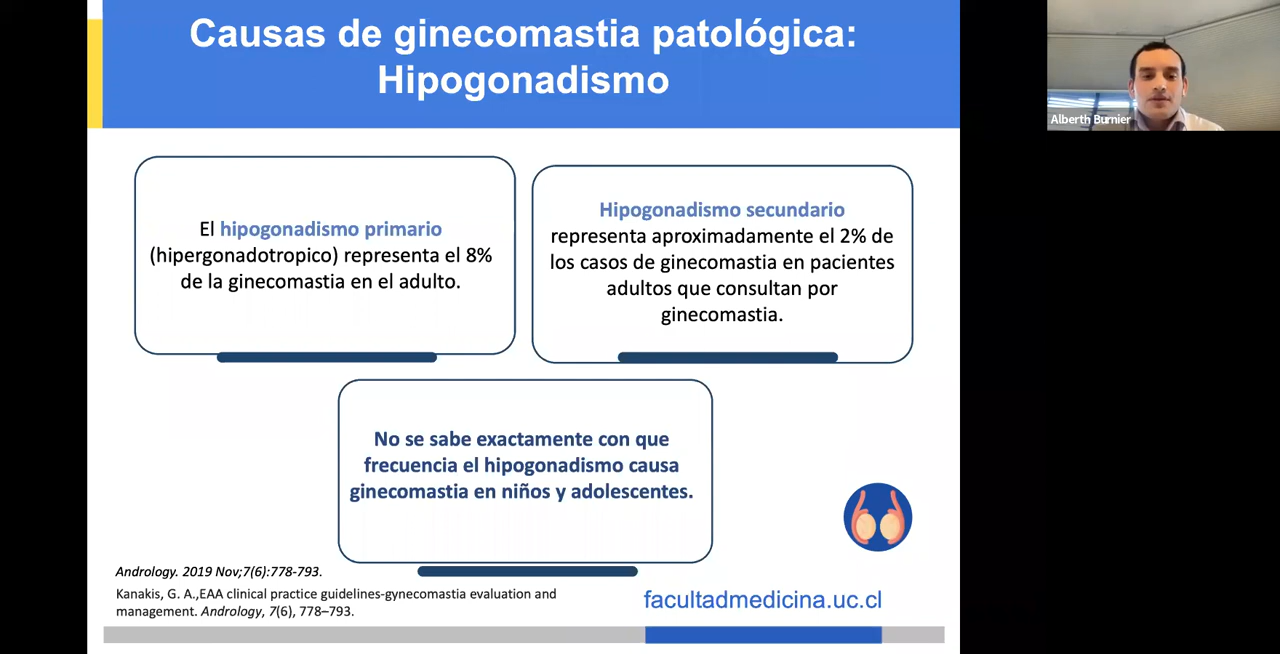 Causas de ginecomastia patológica:
Hipogonadismo
Alberth Burnier
El hipogonadismo primario
(hipergonadotropico) representa el 8%
de la ginecomastia en el adulto.
Hipogonadismo secundario
representa aproximadamente el 2% de
los casos de ginecomastia en pacientes
adultos que consultan por
ginecomastia.
No se sabe exactamente con que
frecuencia el hipogonadismo causa
ginecomastia en niños y adolescentes.
Andrology. 2019 Nov;7(6):778-793.
Kanakis, G. A.,EAA clinical practice guidelines-gynecomastia evaluation and
management. Andrology, 7(6), 778–793.
facultadmedicina.uc.cl